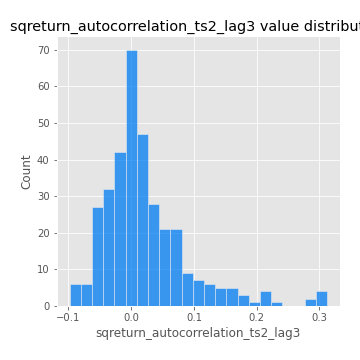 sqreturn_autocorrelation_ts2_lag3 value distribut
70
60
50
40
30
20
10
0
Count
−0.1 0.0 0.1 0.2 0.3
sqreturn_autocorrelation_ts2_lag3